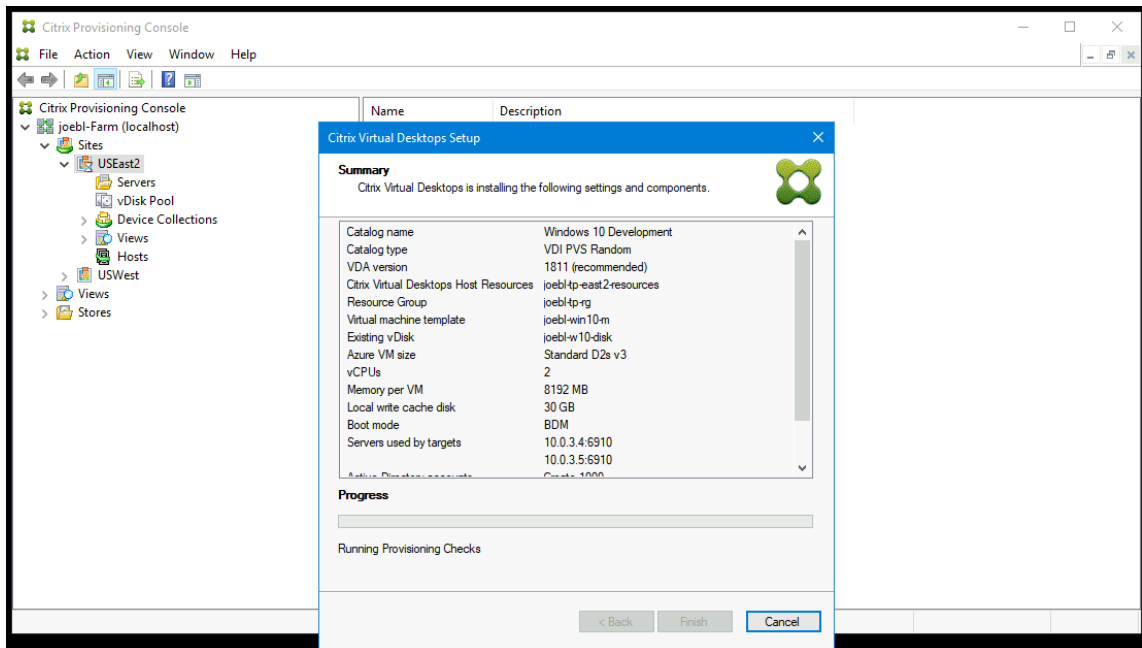 Citrix Provisioning Console
File Action View Window Help
Citrix Provisioning Console
joebl-Farm (localhost)
Sites
USEast2
Servers
vDisk Pool
Device Collections
Views
Hosts
USWest
Views
Stores
Name Description
Citrix Virtual Desktops Setup
Summary
Citrix Virtual Desktops is installing the following settings and components.
Catalog name Windows 10 Development
Catalog type VDI PVS Random
VDA version 1811 (recommended)
Citrix Virtual Desktops Host Resources joebl-tp-east2-resources
Resource Group joebl-tp-rg
Virtual machine template joebl-win10-m
Existing vDisk joebl-w10-disk
Azure VM size Standard D2s v3
vCPUs 2
Memory per VM 8192 MB
Local write cache disk 30 GB
Boot mode BDM
Servers used by targets 10.0.3.4:6910
10.0.3.5:6910
Active Directory accounts Create 1000
Progress
Running Provisioning Checks
< Back Finish Cancel